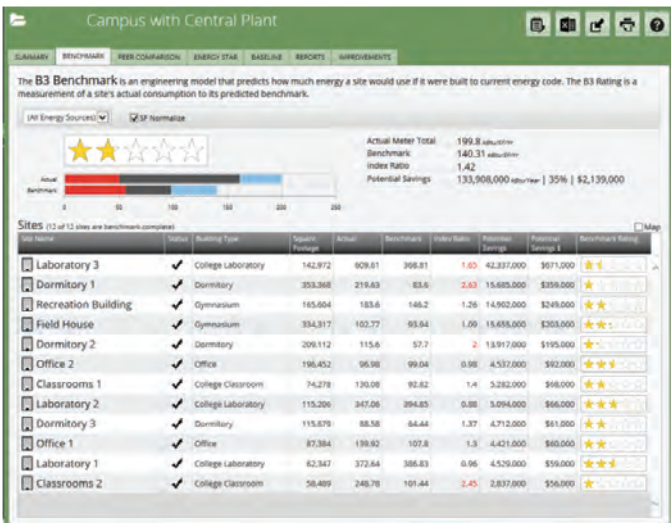 Campus with Central Plant
SUMMARY BENCHMARK PEER COMPARISON ENERGY STAR BASELINE REPORTS IMPROVEMENTS
The B3 Benchmark is an engineering model that predicts how much energy a site would use if it were built to current energy code. The B3 Rating is a
measurement of a site's actual consumption to its predicted benchmark.
(All Energy Sources) SF Normalize
Actual Meter Total 199.8 kBtu/SF/Yr
Benchmark 140.31 kBtu/SF/Yr
Index Ratio 1.42
Potential Savings 133,908,000 kBtu/Year | 35% | $2,139,000
Actual
Benchmark
0 50 100 150 200 250
Sites (12 of 12 sites are benchmark complete) Map
Site Name Status Building Type Square Footage Actual Benchmark Index Ratio Potential Savings Potential Savings $ Benchmark Rating
Laboratory 3 College Laboratory 142,972 609.61 368.81 1.65 42,337,000 $671,000
Dormitory 1 Dormitory 353,368 219.63 83.6 2.63 15,685,000 $359,000
Recreation Building Gymnasium 165,604 183.6 146.2 1.26 14,902,000 $249,000
Field House Gymnasium 334,317 102.77 93.94 1.09 15,655,000 $203,000
Dormitory 2 Dormitory 209,112 115.6 57.7 2 13,917,000 $195,000
Office 2 Office 196,452 96.98 99.04 0.98 4,537,000 $92,000
Classrooms 1 College Classroom 74,278 130.08 92.82 1.4 5,282,000 $68,000
Laboratory 2 College Laboratory 115,206 347.06 394.85 0.88 5,094,000 $66,000
Dormitory 3 Dormitory 115,879 88.58 64.44 1.37 4,712,000 $61,000
Office 1 Office 87,384 139.92 107.8 1.3 4,421,000 $60,000
Laboratory 1 College Laboratory 62,347 372.64 386.83 0.96 4,529,000 $59,000
Classrooms 2 College Classroom 58,489 248.78 101.44 2.45 2,837,000 $56,000